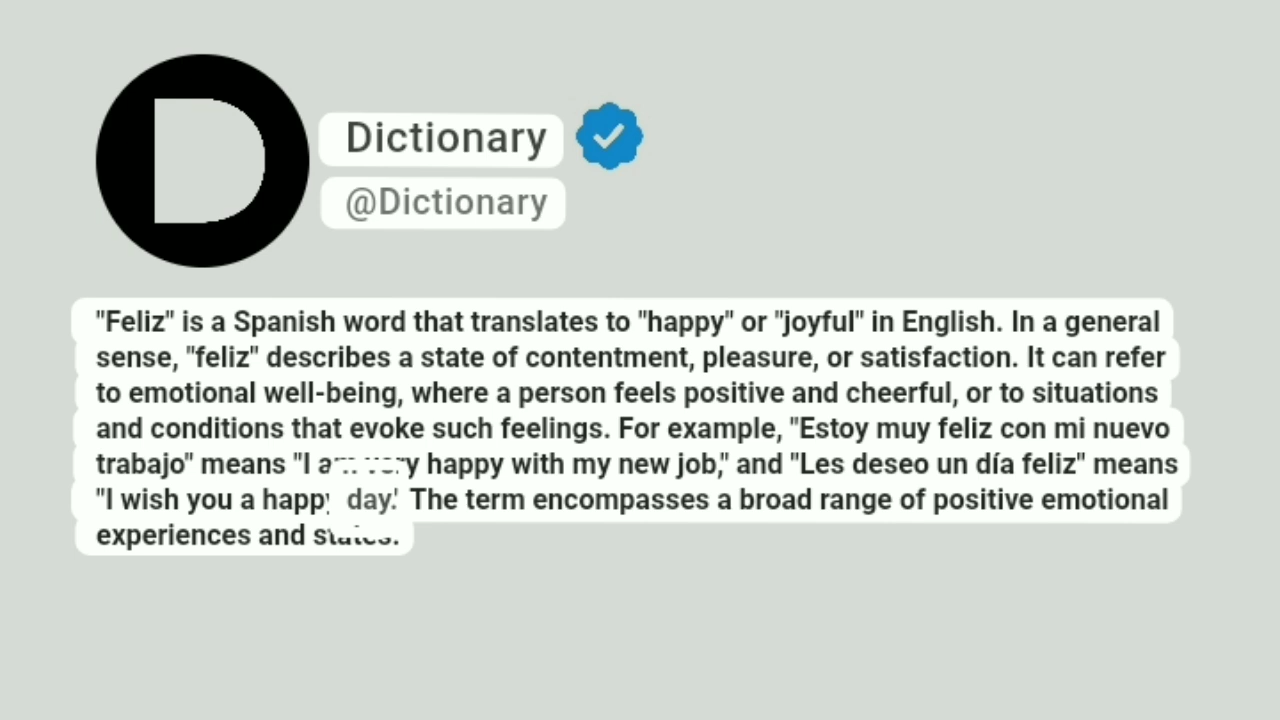 D
Dictionary
@Dictionary
"Feliz" is a Spanish word that translates to "happy" or "joyful" in English. In a general
sense, "feliz" describes a state of contentment, pleasure, or satisfaction. It can refer
to emotional well-being, where a person feels positive and cheerful, or to situations
and conditions that evoke such feelings. For example, "Estoy muy feliz con mi nuevo
trabajo" means "I am very happy with my new job," and "Les deseo un día feliz" means
"I wish you a happy day.' The term encompasses a broad range of positive emotional
experiences and states.